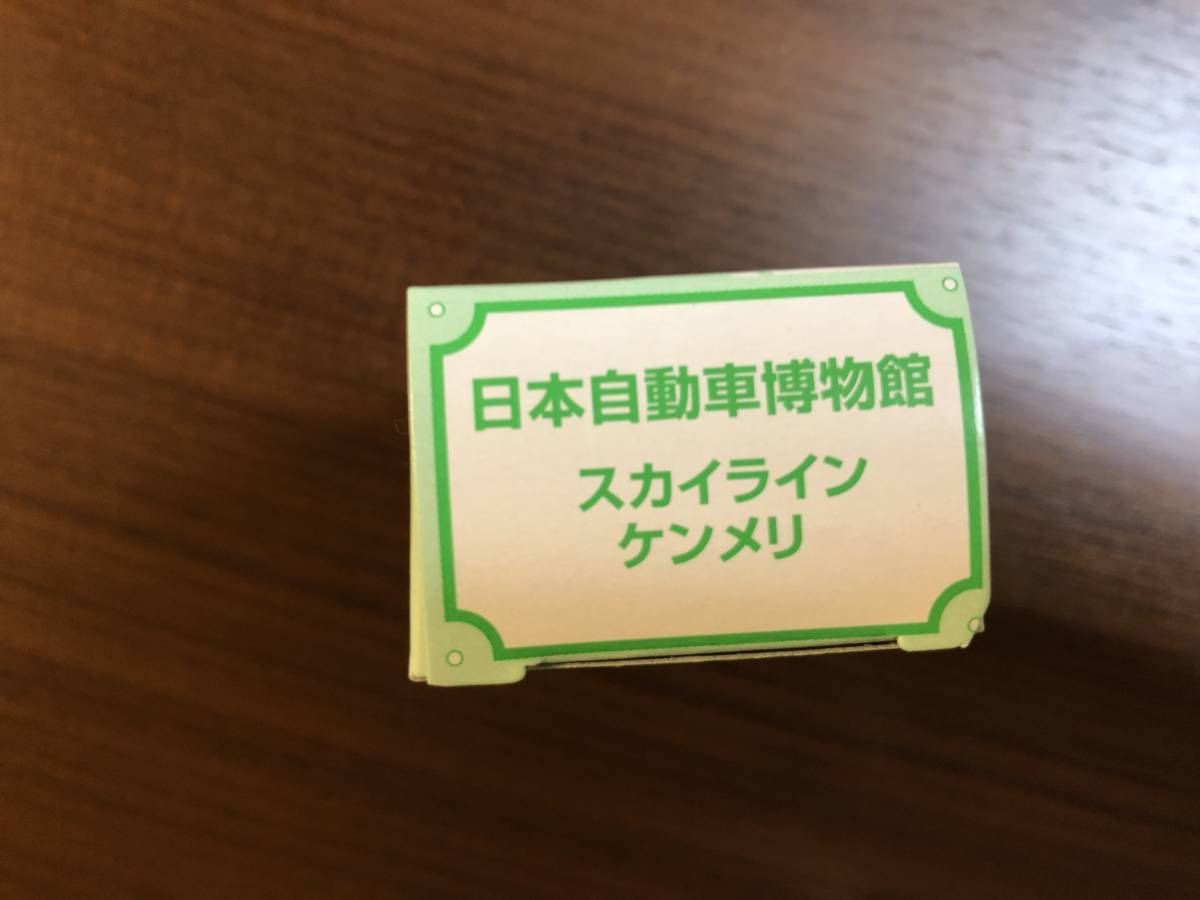 日本自動車博物館
スカイライン
ケンメリ